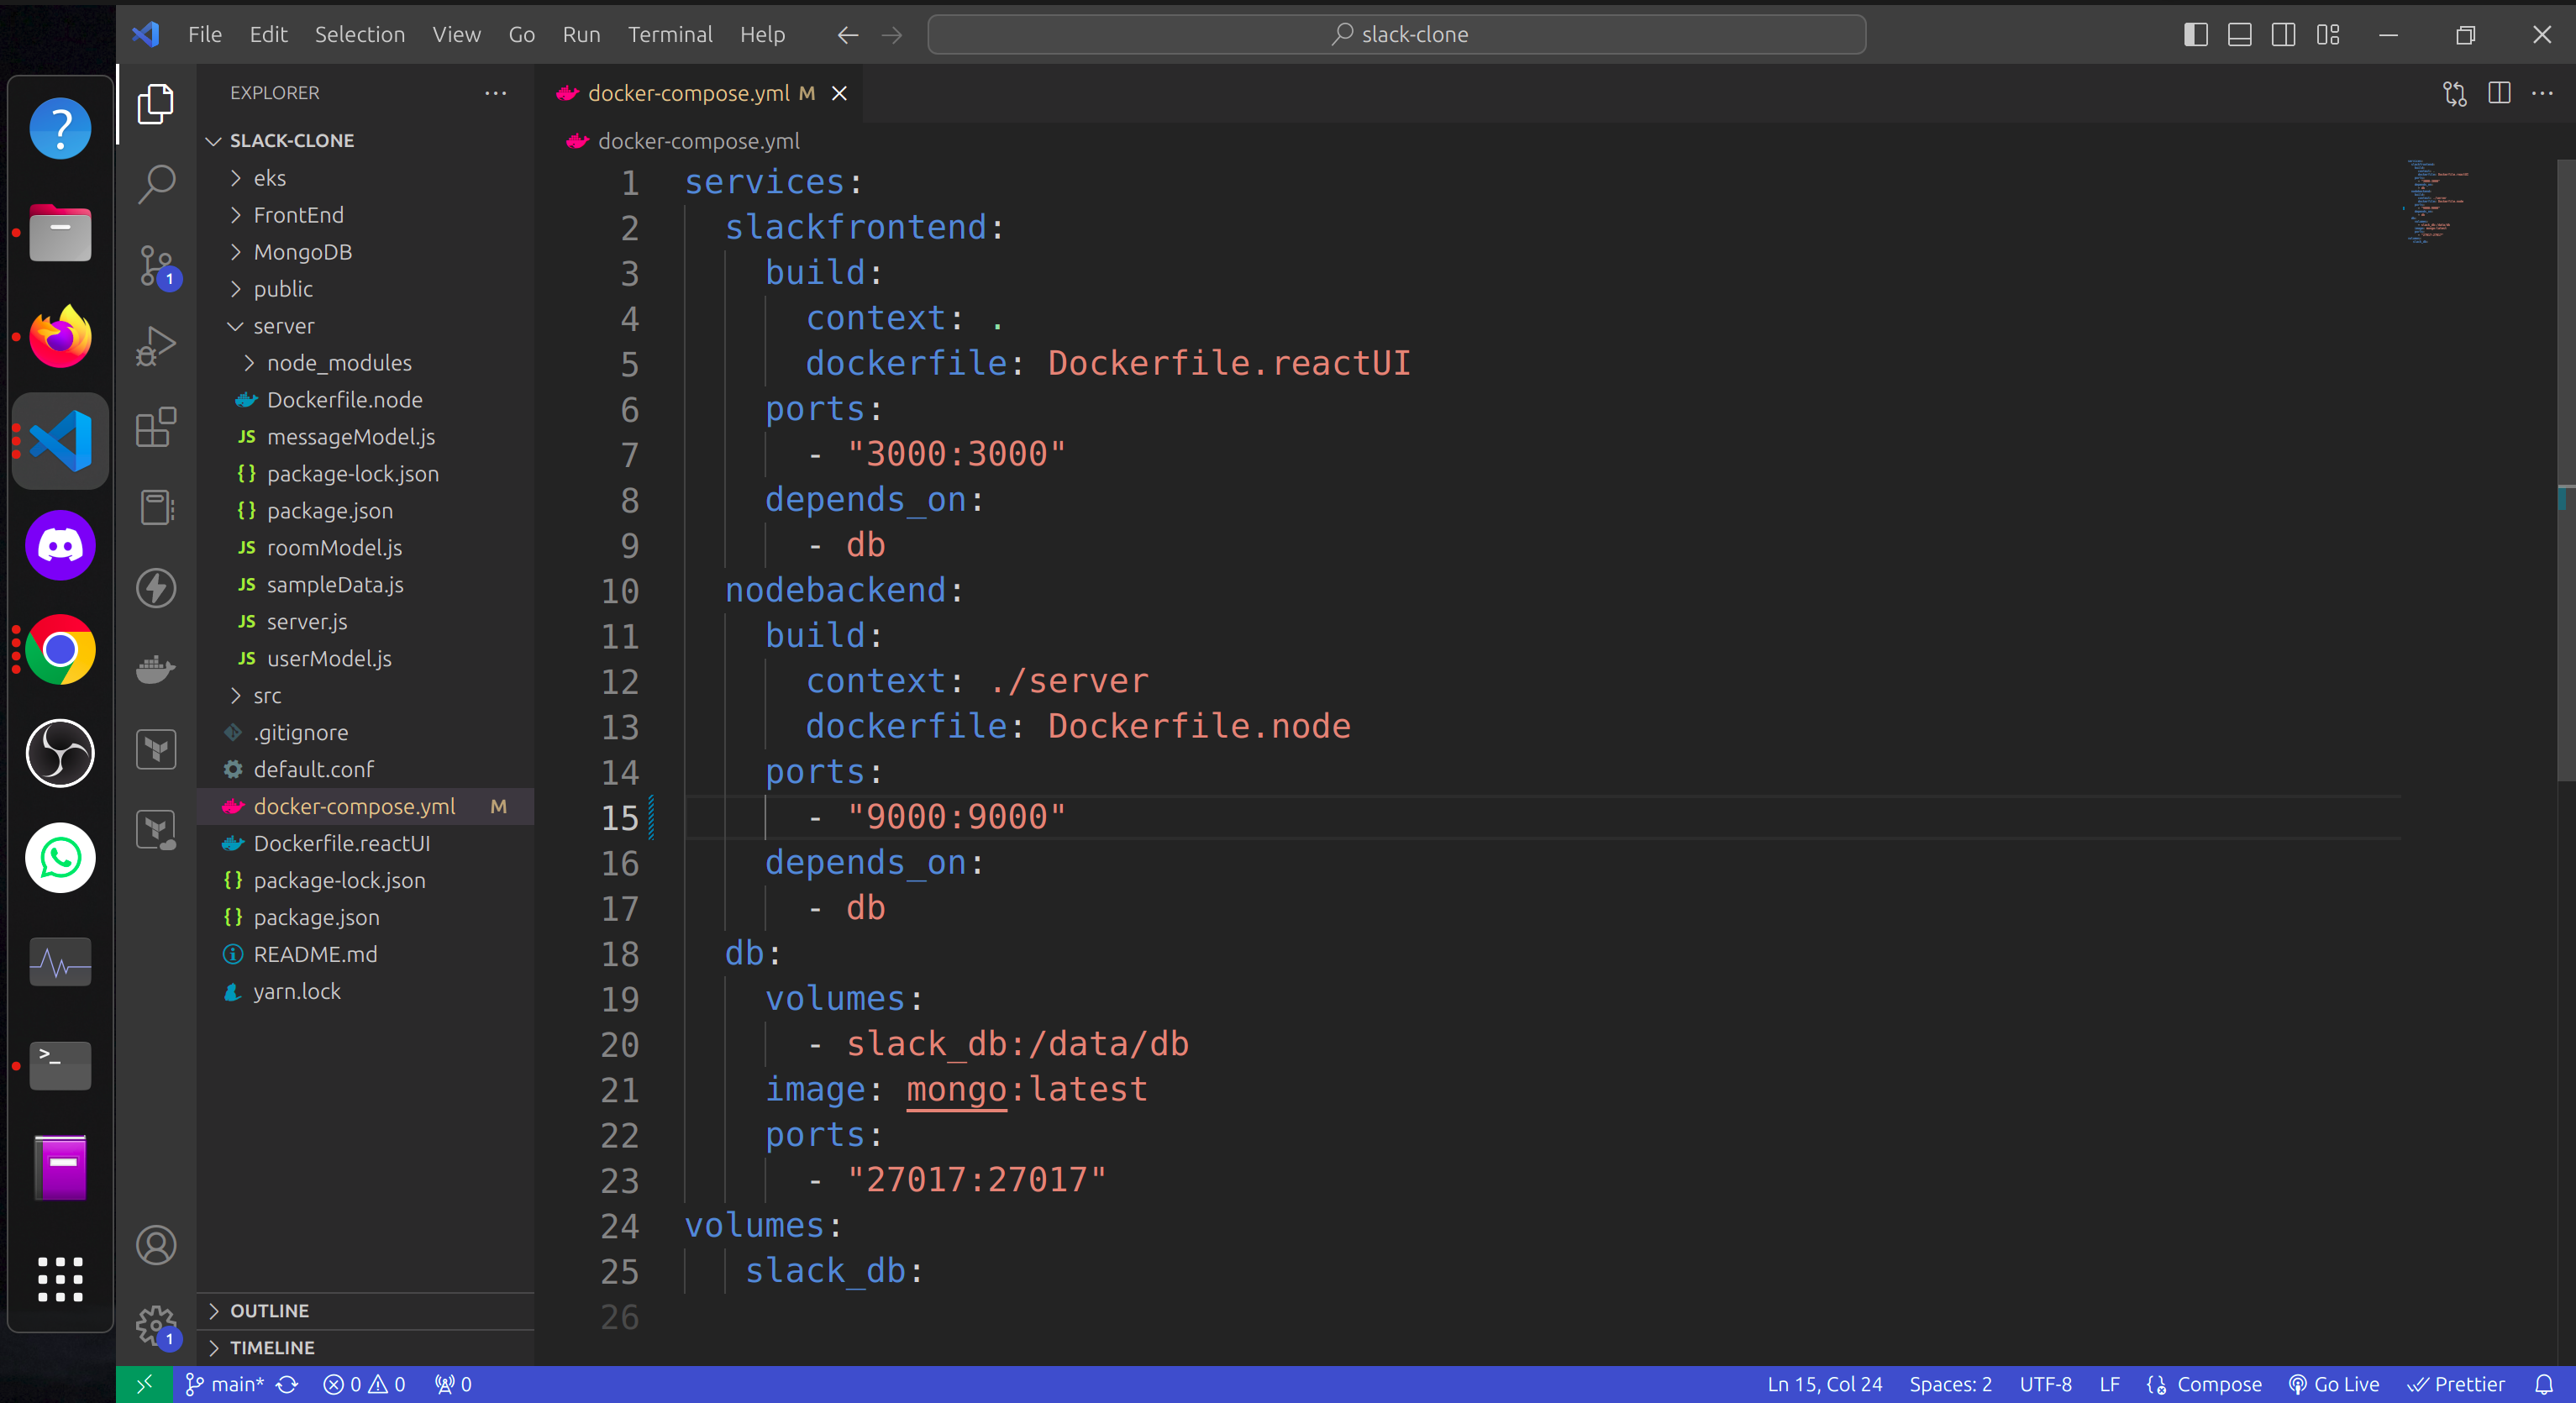 File Edit Selection View Go Run Terminal Help
slack-clone
EXPLORER
SLACK-CLONE
eks
FrontEnd
MongoDB
public
server
node_modules
Dockerfile.node
JS messageModel.js
{} package-lock.json
{} package.json
JS roomModel.js
JS sampleData.js
JS server.js
JS userModel.js
src
.gitignore
default.conf
docker-compose.yml M
Dockerfile.reactUI
{} package-lock.json
{} package.json
README.md
yarn.lock
OUTLINE
TIMELINE
1
1
docker-compose.yml M
docker-compose.yml
1 services:
2 slackfrontend:
3 build:
4 context: .
5 dockerfile: Dockerfile.reactUI
6 ports:
7 - "3000:3000"
8 depends_on:
9 - db
10 nodebackend:
11 build:
12 context: ./server
13 dockerfile: Dockerfile.node
14 ports:
15 - "9000:9000"
16 depends_on:
17 - db
18 db:
19 volumes:
20 - slack_db:/data/db
21 image: mongo:latest
22 ports:
23 - "27017:27017"
24 volumes:
25 slack_db:
26
main* 0 0 0 Ln 15, Col 24 Spaces: 2 UTF-8 LF Compose Go Live Prettier